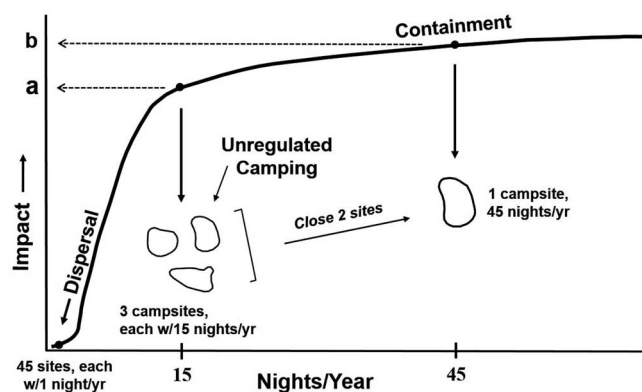 b
Containment
a
Unregulated
Camping
Impact
Dispersal
Close 2 sites
1 campsite,
45 nights/yr
3 campsites,
each w/15 nights/yr
45 sites, each
w/1 night/yr
15
Nights/Year
45